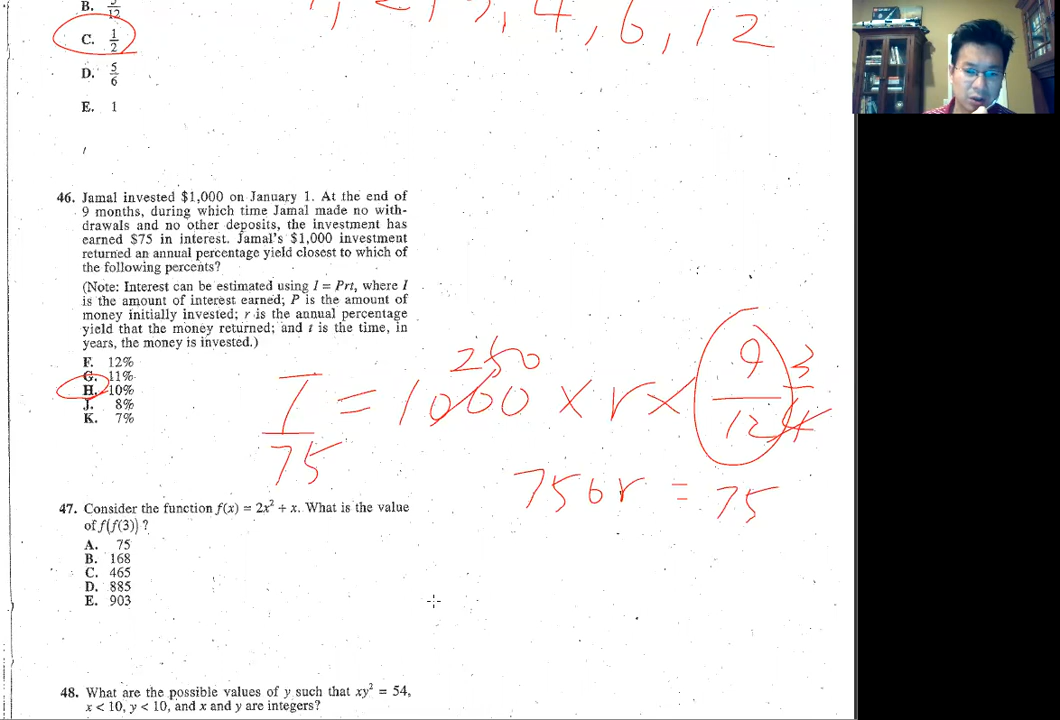 B. 5/12
1, 2, 3, 4, 6, 12
C. 1/2
D. 5/6
E. 1
46. Jamal invested $1,000 on January 1. At the end of
9 months, during which time Jamal made no with-
drawals and no other deposits, the investment has
earned $75 in interest. Jamal's $1,000 investment
returned an annual percentage yield closest to which of
the following percents?
(Note: Interest can be estimated using I = Prt, where I
is the amount of interest earned; P is the amount of
money initially invested; r is the annual percentage
yield that the money returned; and t is the time, in
years, the money is invested.)
F. 12%
G. 11%
H. 10%
J. 8%
K. 7%
250
I = 1000 × r × 9/12 3/4
75
750r = 75
47. Consider the function f(x) = 2x² + x. What is the value
of f(f(3)) ?
A. 75
B. 168
C. 465
D. 885
E. 903
48. What are the possible values of y such that xy² = 54,
x < 10, y < 10, and x and y are integers?